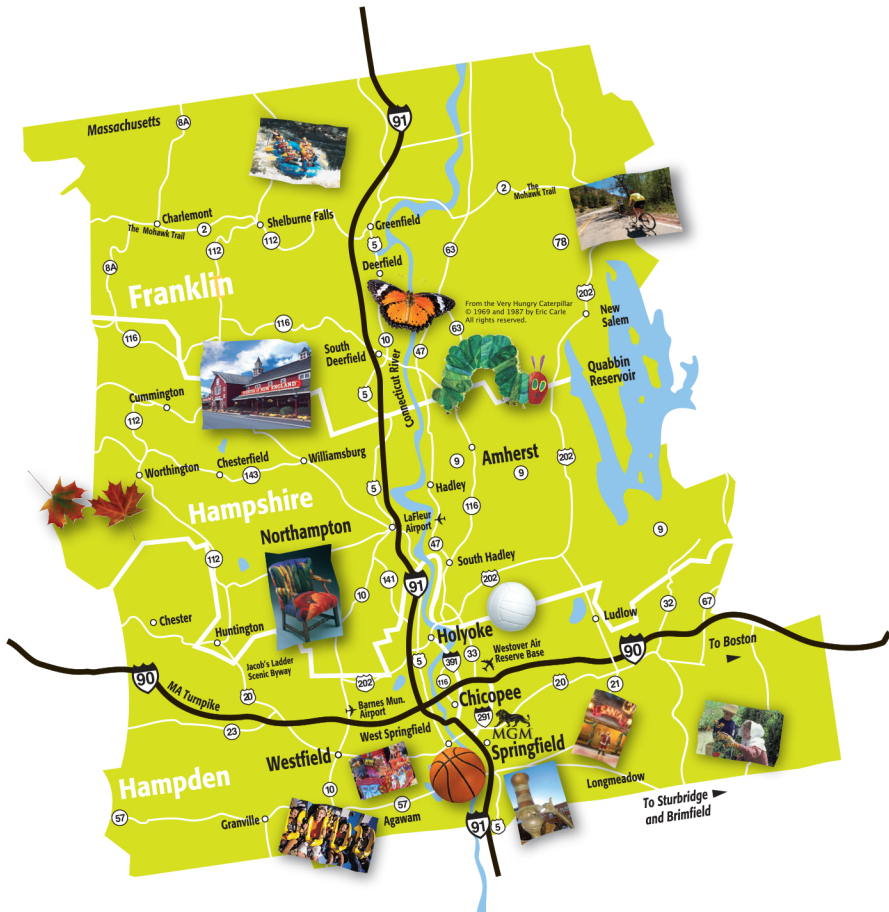 91
Massachusetts
8A
2
The
Mohawk Trail
Charlemont
The Mohawk Trail
2
Shelburne Falls
112
112
Greenfield
5
63
78
Deerfield
8A
Franklin
202
New
Salem
From the Very Hungry Caterpillar
© 1969 and 1987 by Eric Carle
All rights reserved.
116
116
63
10
47
South
Deerfield
Connecticut River
Quabbin
Reservoir
5
Cummington
112
Worthington
Chesterfield
143
Williamsburg
9
Amherst
9
202
Hampshire
5
Hadley
116
Northampton
LaFleur
Airport
9
47
112
South Hadley
202
141
91
10
Chester
Huntington
Ludlow
32
67
Holyoke
Westover Air
Reserve Base
5
391
33
90
To Boston
Jacob's Ladder
Scenic Byway
90
MA Turnpike
20
202
116
20
21
Barnes Mun.
Airport
Chicopee
291
23
West Springfield
MGM
Springfield
Westfield
Hampden
10
57
57
Longmeadow
To Sturbridge
and Brimfield
Granville
Agawam
91
5